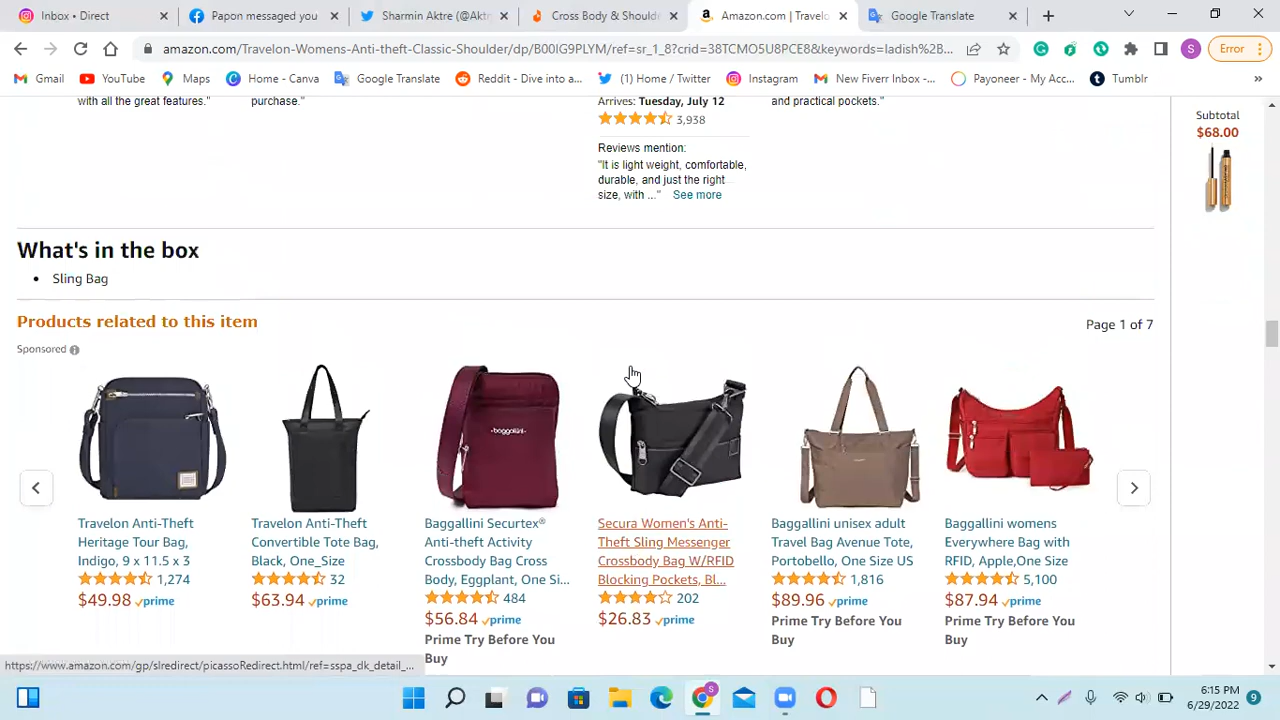 Inbox • Direct
Papon messaged you
Sharmin Aktre (@Aktr
Cross Body & Should
Amazon.com | Travelo
Google Translate
amazon.com/Travelon-Womens-Anti-theft-Classic-Shoulder/dp/B00IG9PLYM/ref=sr_1_8?crid=38TCMO5U8PCE8&keywords=ladish%2B...
S
Error
Gmail
YouTube
Maps
Home - Canva
Google Translate
Reddit - Dive into a...
(1) Home / Twitter
Instagram
New Fiverr Inbox -...
Payoneer - My Acc...
Tumblr
with all the great features."
purchase."
Arrives: Tuesday, July 12
3,938
Reviews mention:
"It is light weight, comfortable,
durable, and just the right
size, with ..." See more
and practical pockets."
Subtotal
$68.00
What's in the box
• Sling Bag
Products related to this item
Page 1 of 7
Sponsored
baggallini
Travelon Anti-Theft
Heritage Tour Bag,
Indigo, 9 x 11.5 x 3
1,274
$49.98 prime
Travelon Anti-Theft
Convertible Tote Bag,
Black, One_Size
32
$63.94 prime
Baggallini Securtex®
Anti-theft Activity
Crossbody Bag Cross
Body, Eggplant, One Si...
484
$56.84 prime
Prime Try Before You
Buy
Secura Women's Anti-
Theft Sling Messenger
Crossbody Bag W/RFID
Blocking Pockets, Bl...
202
$26.83 prime
Baggallini unisex adult
Travel Bag Avenue Tote,
Portobello, One Size US
1,816
$89.96 prime
Prime Try Before You
Buy
Baggallini womens
Everywhere Bag with
RFID, Apple,One Size
5,100
$87.94 prime
Prime Try Before You
Buy
https://www.amazon.com/gp/slredirect/picassoRedirect.html/ref=sspa_dk_detail_...
S
6:15 PM
6/29/2022
9